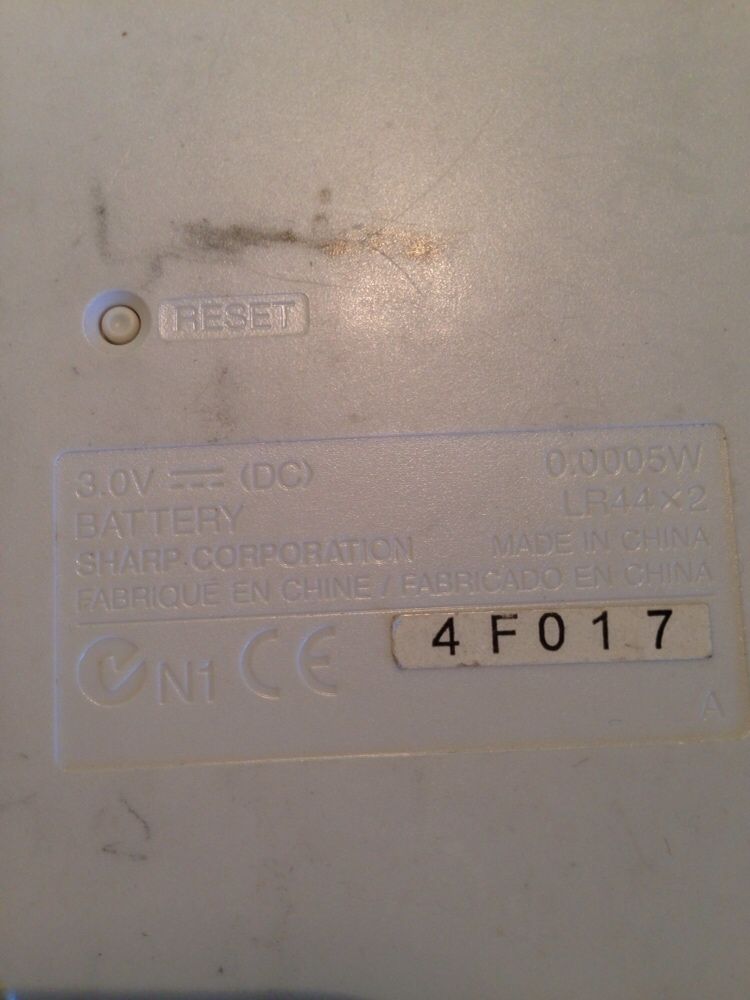 RESET
3.0V ⎓ (DC) 0.0005W
BATTERY LR44×2
SHARP CORPORATION MADE IN CHINA
FABRIQUÉ EN CHINE / FABRICADO EN CHINA
N1 CE 4F017
A